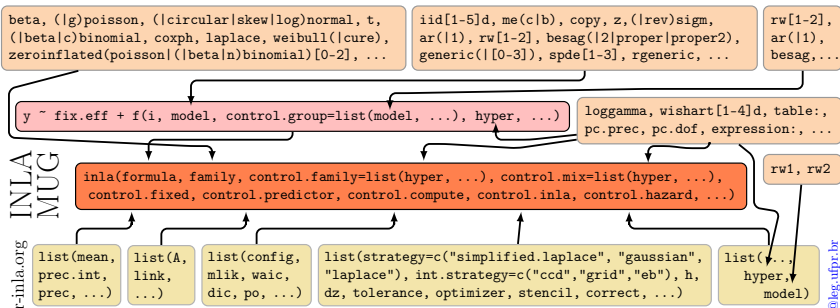 beta, (|g)poisson, (|circular|skew|log)normal, t,
(|beta|c)binomial, coxph, laplace, weibull(|cure),
zeroinflated(poisson|(|beta|n)binomial)[0-2], ...
iid[1-5]d, me(c|b), copy, z,(|rev)sigm,
ar(|1), rw[1-2], besag(|2|proper|proper2),
generic(|[0-3]), spde[1-3], rgeneric, ...
rw[1-2],
ar(|1),
besag,...
y ~ fix.eff + f(i, model, control.group=list(model, ...), hyper, ...)
loggamma, wishart[1-4]d, table:,
pc.prec, pc.dof, expression:, ...
INLA
MUG
inla(formula, family, control.family=list(hyper, ...), control.mix=list(hyper, ...),
control.fixed, control.predictor, control.compute, control.inla, control.hazard, ...)
rw1, rw2
r-inla.org
list(mean,
prec.int,
prec, ...)
list(A,
link,
...)
list(config,
mlik, waic,
dic, po, ...)
list(strategy=c("simplified.laplace", "gaussian",
"laplace"), int.strategy=c("ccd","grid","eb"), h,
dz, tolerance, optimizer, stencil, correct, ...)
list(...,
hyper,
model)
ufpr.br